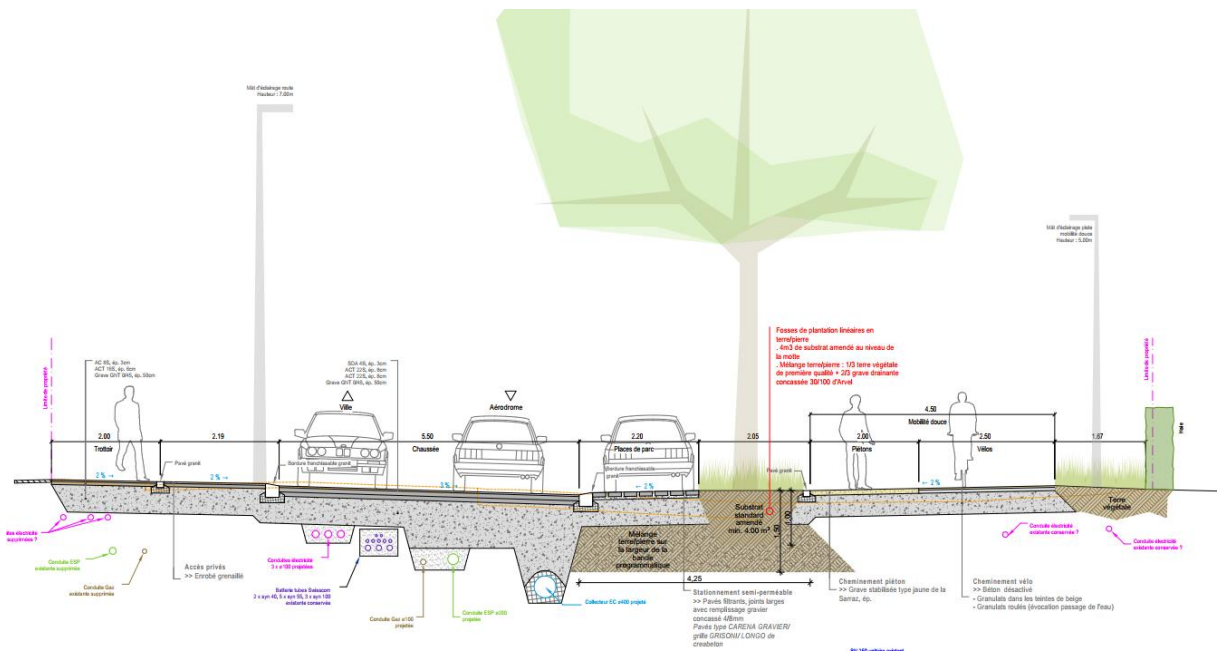 Mât d'éclairage route
Hauteur : 7.00m
Mât d'éclairage piste
mobilité douce
Hauteur : 5.00m
Fosses de plantation linéaires en
terre/pierre
. 4m3 de substrat amendé au niveau de
la motte
. Mélange terre/pierre : 1/3 terre végétale
de première qualité + 2/3 grave drainante
concassée 30/100 d'Arvel
Limite de propriété
AC 8S, ép. 3cm
ACT 16S, ép. 6cm
Grave GNT 0/45, ép. 50cm
SDA 4S, ép. 3cm
ACT 22S, ép. 8cm
ACT 22S, ép. 8cm
Grave GNT 0/45, ép. 50cm
Ville
Aérodrome
Limite de propriété
Haie
4.50
Mobilité douce
2.00
2.19
5.50
2.20
2.05
2.00
2.50
1.67
Trottoir
Chaussée
Places de parc
Piétons
Vélos
Pavé granit
Bordure franchissable granit
Bordure franchissable
granit
Pavé granit
2 %
2 %
3 %
2 %
2 %
Substrat
standard
amendé
min. 4.00 m³
1.50
1.00
Terre
végétale
Mélange
terre/pierre sur
la largeur de la
bande
programmatique
4,25
électricité
supprimées ?
Conduite ESP
existante supprimée
Conduite Gaz
existante supprimée
Accès privés
>> Enrobé grenaillé
Conduites électricité
3 x ø100 projetées
Batterie tubes Swisscom
existante conservée
Conduite Gaz ø100
projetée
Conduite ESP ø200
projetée
Collecteur EC ø400 projeté
Stationnement semi-perméable
>> Pavés filtrants, joints larges
avec remplissage gravier
concassé 4/8mm
Pavés type CARENA GRAVIER/
grille GRISONI/ LONGO de
creabeton
Cheminement piéton
>> Grave stabilisée type jaune de la
Sarraz, ép.
Cheminement vélo
>> Béton désactivé
- Granulats dans les teintes de beige
- Granulats roulés (évocation passage de l'eau)
Conduite électricité
existante conservée ?
Conduite électricité
existante conservée ?